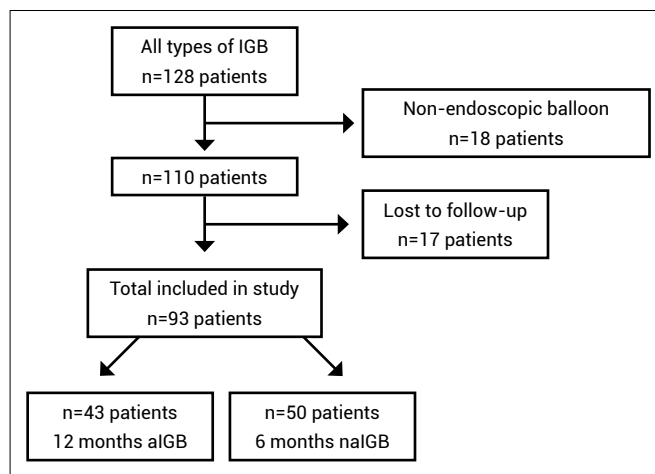 All types of IGB
n=128 patients
Non-endoscopic balloon
n=18 patients
n=110 patients
Lost to follow-up
n=17 patients
Total included in study
n=93 patients
n=43 patients
12 months aIGB
n=50 patients
6 months naIGB